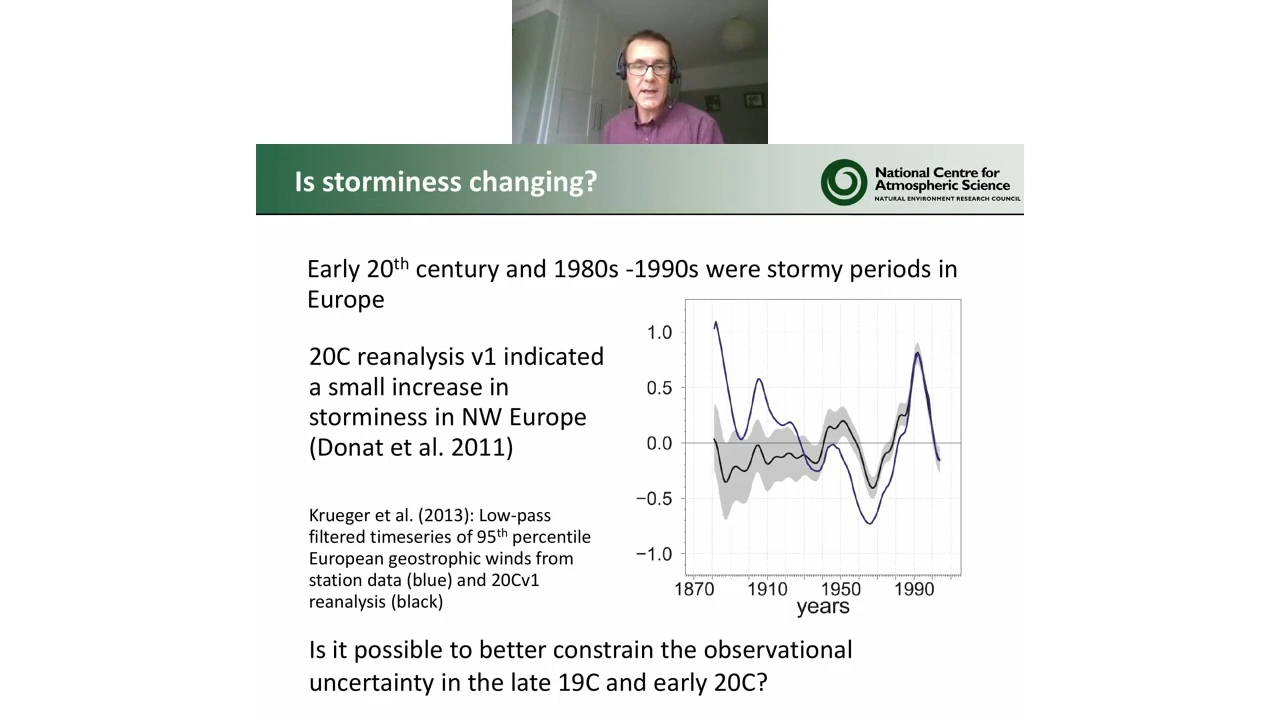 Is storminess changing?
National Centre for
Atmospheric Science
NATURAL ENVIRONMENT RESEARCH COUNCIL
Early 20th century and 1980s -1990s were stormy periods in
Europe
20C reanalysis v1 indicated
a small increase in
storminess in NW Europe
(Donat et al. 2011)
Krueger et al. (2013): Low-pass
filtered timeseries of 95th percentile
European geostrophic winds from
station data (blue) and 20Cv1
reanalysis (black)
1.0
0.5
0.0
−0.5
−1.0
1870 1910 1950 1990
years
Is it possible to better constrain the observational
uncertainty in the late 19C and early 20C?